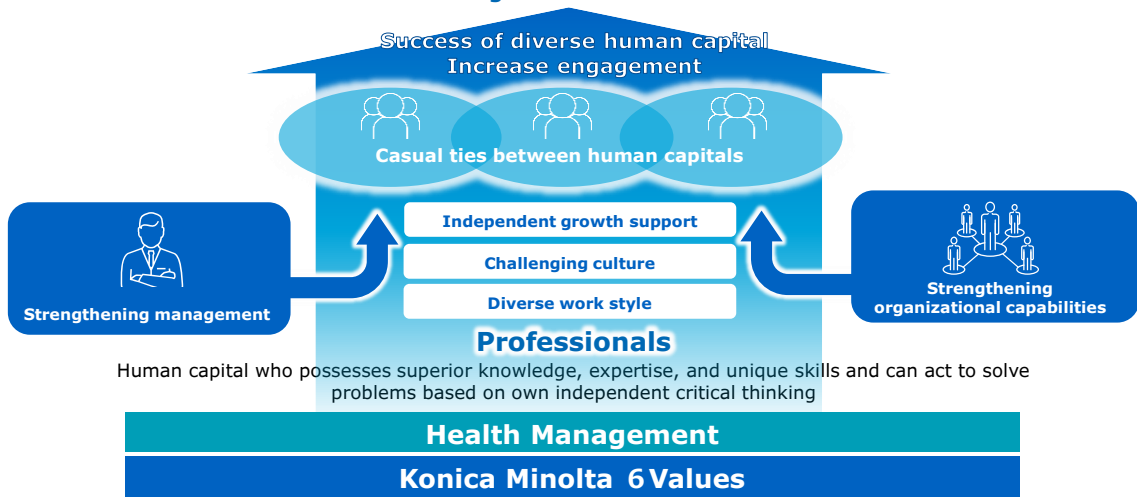 Success of diverse human capital
Increase engagement
Casual ties between human capitals
Independent growth support
Challenging culture
Diverse work style
Strengthening management
Strengthening
organizational capabilities
Professionals
Human capital who possesses superior knowledge, expertise, and unique skills and can act to solve
problems based on own independent critical thinking
Health Management
Konica Minolta 6 Values